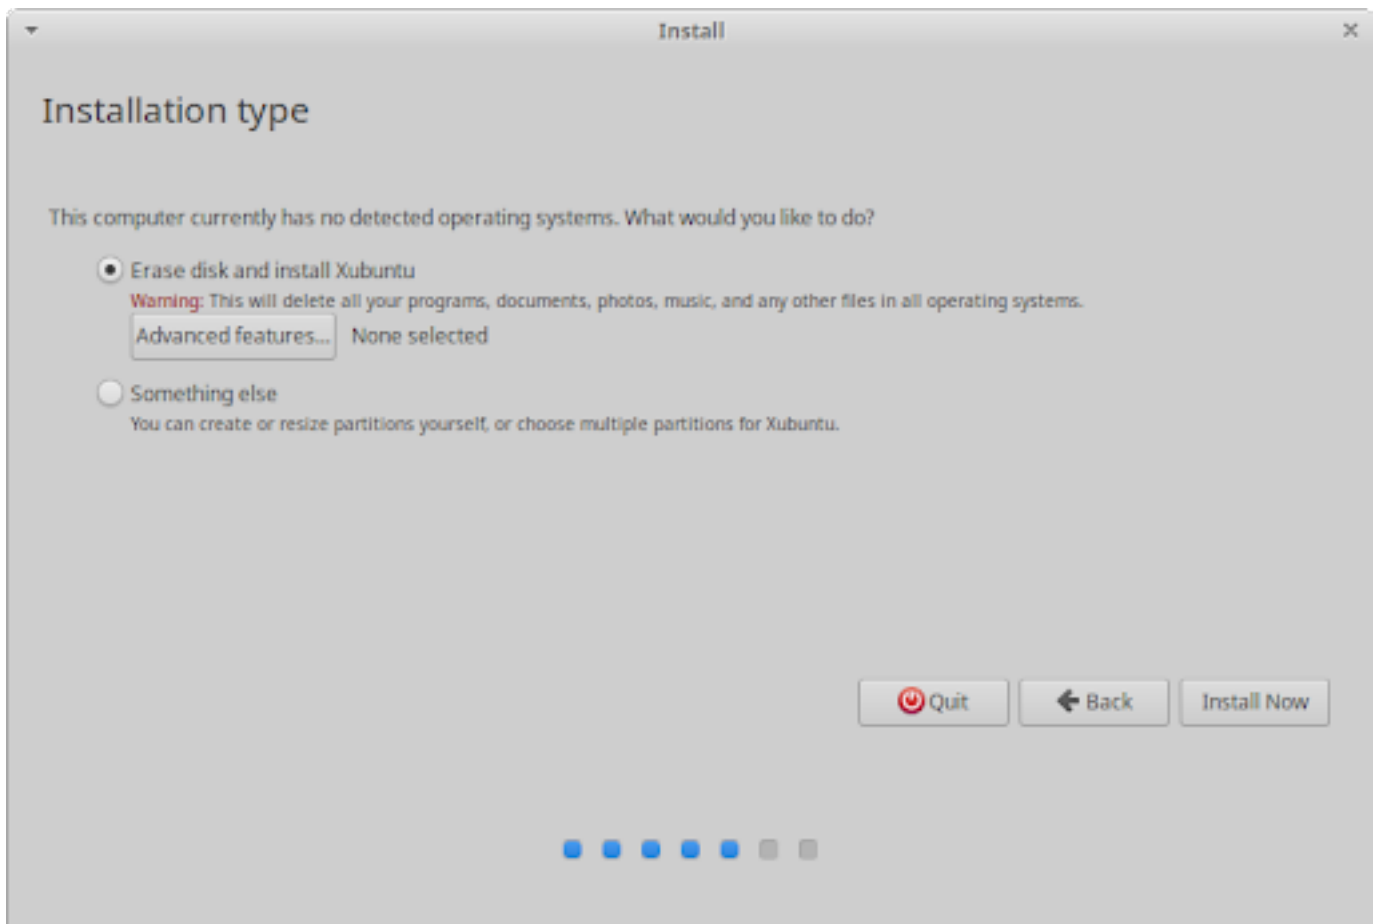 Install
Installation type
This computer currently has no detected operating systems. What would you like to do?
Erase disk and install Xubuntu
Warning: This will delete all your programs, documents, photos, music, and any other files in all operating systems.
Advanced features... None selected
Something else
You can create or resize partitions yourself, or choose multiple partitions for Xubuntu.
Quit Back Install Now